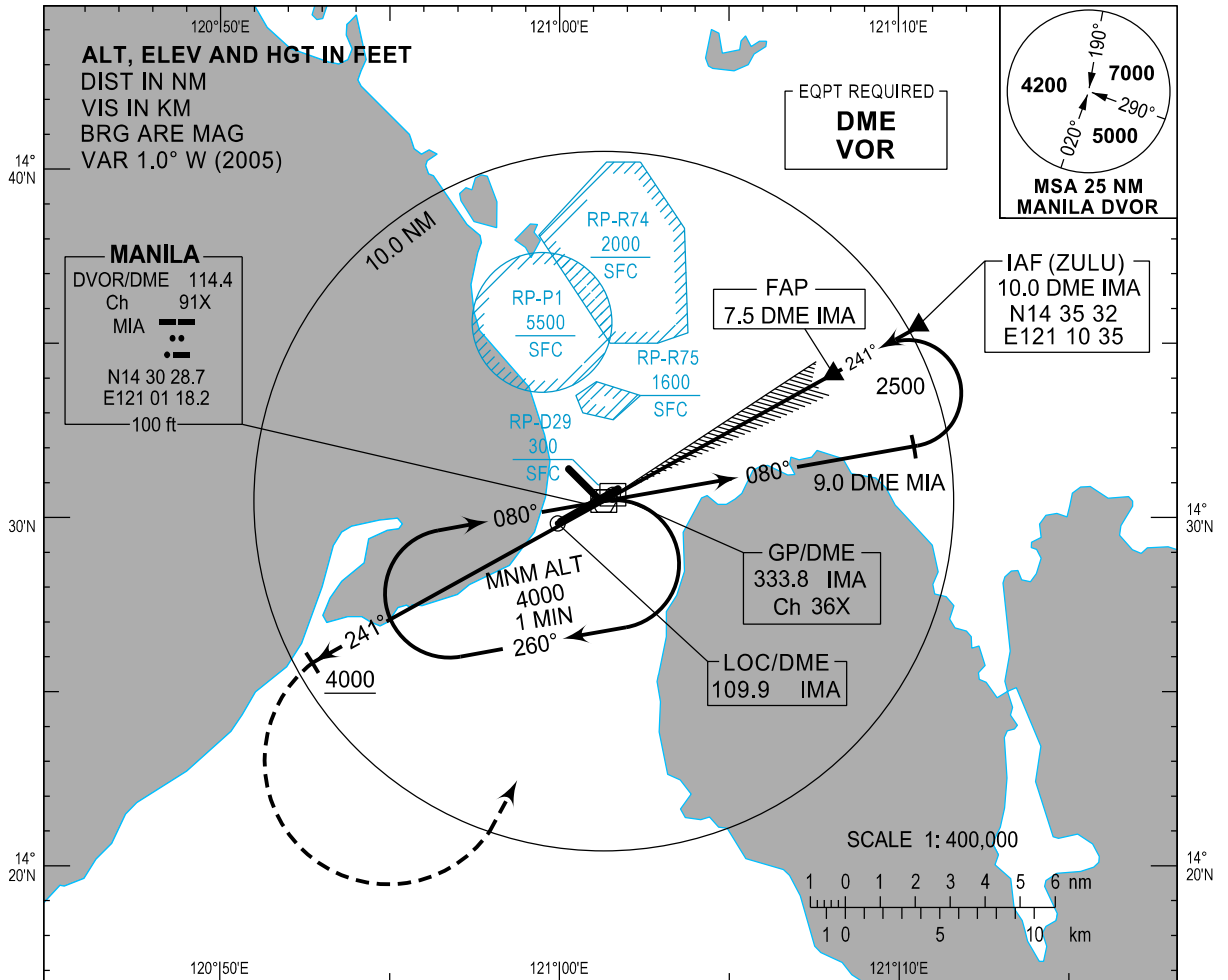 120°50'E
121°00'E
121°10'E
ALT, ELEV AND HGT IN FEET
DIST IN NM
VIS IN KM
BRG ARE MAG
VAR 1.0° W (2005)
EQPT REQUIRED
DME
VOR
190°
4200
7000
290°
020°
5000
MSA 25 NM
MANILA DVOR
14°
40'N
10.0 NM
RP-R74
2000
SFC
MANILA
DVOR/DME 114.4
Ch 91X
MIA
N14 30 28.7
E121 01 18.2
100 ft
RP-P1
5500
SFC
FAP
7.5 DME IMA
IAF (ZULU)
10.0 DME IMA
N14 35 32
E121 10 35
RP-R75
1600
SFC
241°
2500
RP-D29
300
SFC
080°
9.0 DME MIA
14°
30'N
080°
14°
30'N
MNM ALT
4000
1 MIN
260°
GP/DME
333.8 IMA
Ch 36X
241°
4000
LOC/DME
109.9 IMA
SCALE 1: 400,000
14°
20'N
14°
20'N
1 0 1 2 3 4 5 6 nm
1 0 5 10 km
120°50'E
121°00'E
121°10'E